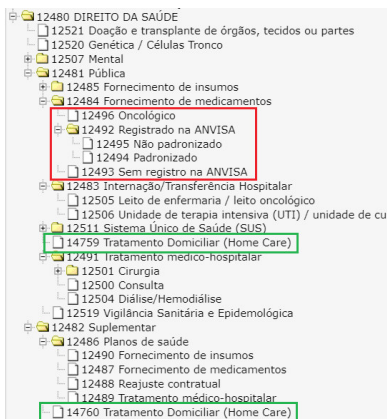 12480 DIREITO DA SAÚDE
12521 Doação e transplante de órgãos, tecidos ou partes
12520 Genética / Células Tronco
12507 Mental
12481 Pública
12485 Fornecimento de insumos
12484 Fornecimento de medicamentos
12496 Oncológico
12492 Registrado na ANVISA
12495 Não padronizado
12494 Padronizado
12493 Sem registro na ANVISA
12483 Internação/Transferência Hospitalar
12505 Leito de enfermaria / leito oncológico
12506 Unidade de terapia intensiva (UTI) / unidade de cu
12511 Sistema Único de Saúde (SUS)
14759 Tratamento Domiciliar (Home Care)
12491 Tratamento médico-hospitalar
12501 Cirurgia
12500 Consulta
12504 Diálise/Hemodiálise
12519 Vigilância Sanitária e Epidemológica
12482 Suplementar
12486 Planos de saúde
12490 Fornecimento de insumos
12487 Fornecimento de medicamentos
12488 Reajuste contratual
12489 Tratamento médico-hospitalar
14760 Tratamento Domiciliar (Home Care)